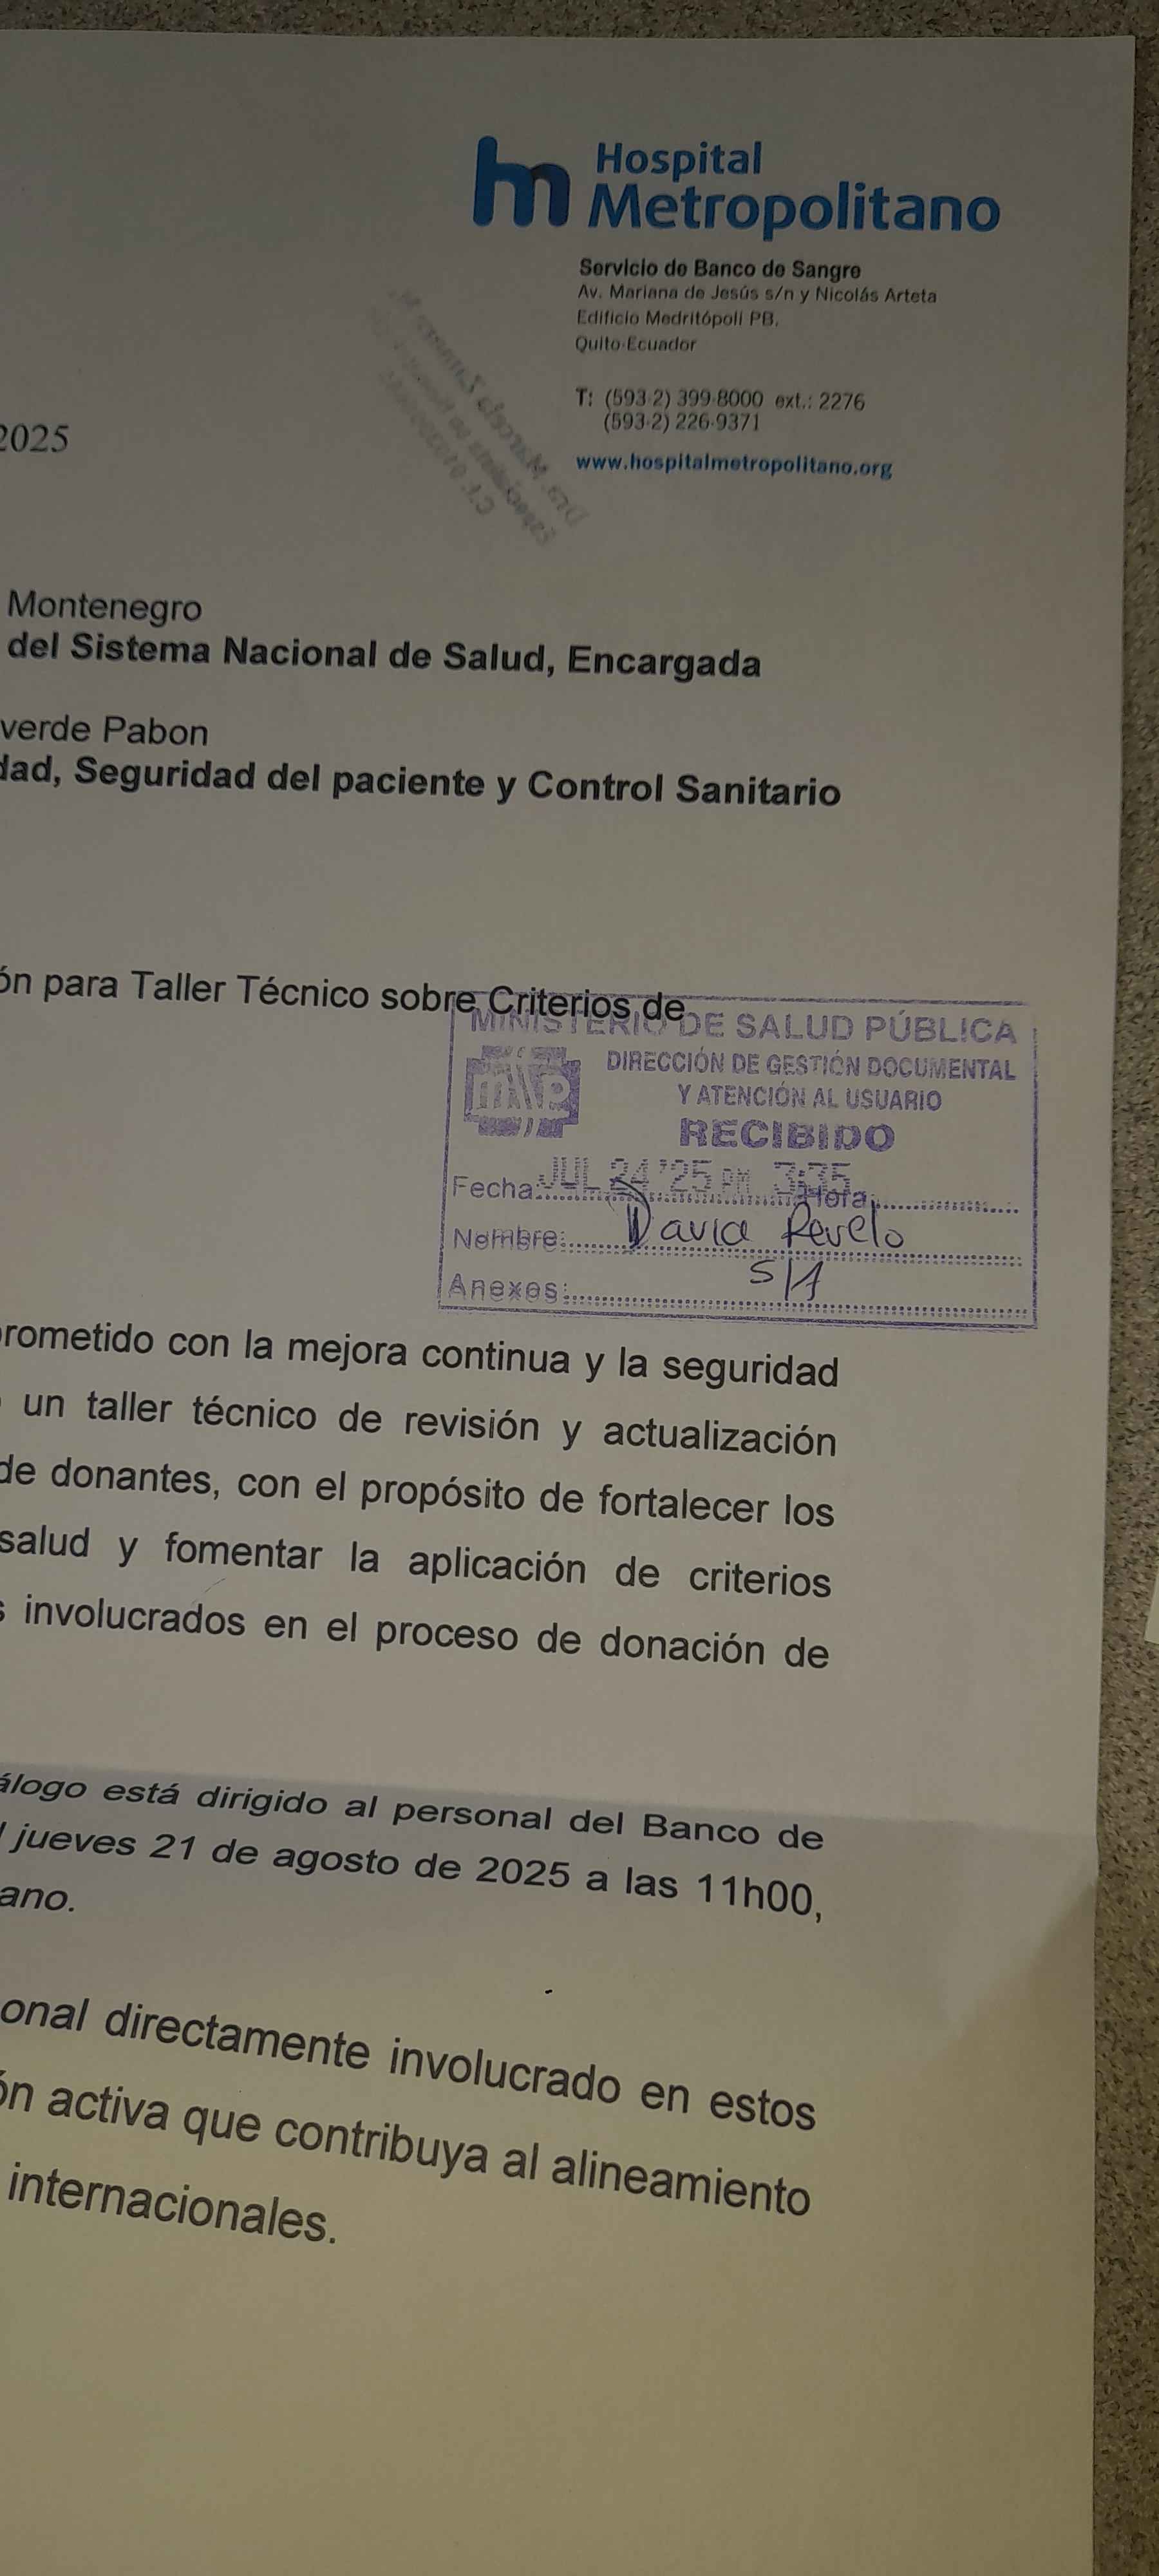 Hospital
Metropolitano
Servicio de Banco de Sangre
Av. Mariana de Jesús s/n y Nicolás Arteta
Edificio Medritópoli PB.
Quito-Ecuador
T: (593-2) 399-8000 ext.: 2276
(593-2) 226-9371
www.hospitalmetropolitano.org
2025
Montenegro
del Sistema Nacional de Salud, Encargada
verde Pabon
dad, Seguridad del paciente y Control Sanitario
ón para Taller Técnico sobre Criterios de
MINISTERIO DE SALUD PÚBLICA
DIRECCIÓN DE GESTIÓN DOCUMENTAL
Y ATENCIÓN AL USUARIO
RECIBIDO
Fecha: JUL 24 '25 PM 3:35 Hora
Nombre: David Revelo
Anexos: S/A
prometido con la mejora continua y la seguridad
un taller técnico de revisión y actualización
de donantes, con el propósito de fortalecer los
salud y fomentar la aplicación de criterios
s involucrados en el proceso de donación de
álogo está dirigido al personal del Banco de
l jueves 21 de agosto de 2025 a las 11h00,
ano.
onal directamente involucrado en estos
ón activa que contribuya al alineamiento
internacionales.